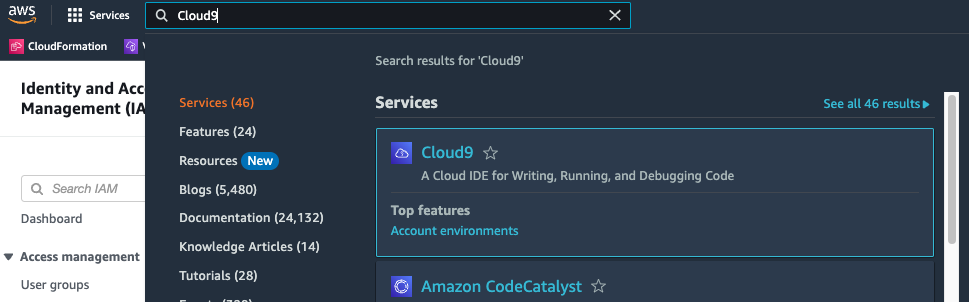 aws
Services
Cloud9
CloudFormation
Identity and Acc
Management (IA
Search IAM
Dashboard
Access management
User groups
Services (46)
Features (24)
Resources New
Blogs (5,480)
Documentation (24,132)
Knowledge Articles (14)
Tutorials (28)
Search results for 'Cloud9'
Services
See all 46 results
Cloud9
A Cloud IDE for Writing, Running, and Debugging Code
Top features
Account environments
Amazon CodeCatalyst